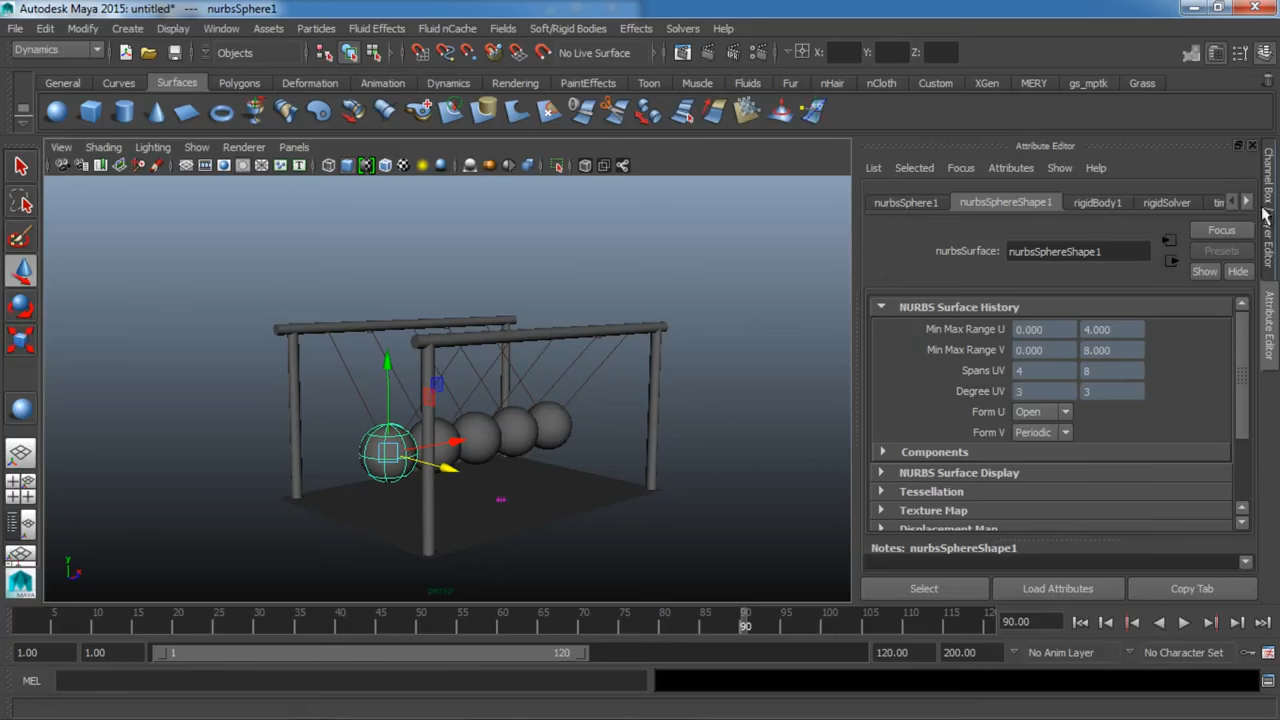 Autodesk Maya 2015: untitled*   ---   nurbsSphere1
File Edit Modify Create Display Window Assets Particles Fluid Effects Fluid nCache Fields Soft/Rigid Bodies Effects Solvers Muscle Help
Dynamics Objects No Live Surface X: Y: Z:
General Curves Surfaces Polygons Deformation Animation Dynamics Rendering PaintEffects Toon Muscle Fluids Fur nHair nCloth Custom XGen MERY gs_mptk Grass
View Shading Lighting Show Renderer Panels
Attribute Editor
List Selected Focus Attributes Show Help
nurbsSphere1 nurbsSphereShape1 rigidBody1 rigidSolver
Focus
nurbsSurface: nurbsSphereShape1 Presets
Show Hide
NURBS Surface History
Min Max Range U 0.000 4.000
Min Max Range V 0.000 8.000
Spans UV 4 8
Degree UV 3 3
Form U Open
Form V Periodic
Components
NURBS Surface Display
Tessellation
Texture Map
Displacement Map
Notes: nurbsSphereShape1
Select Load Attributes Copy Tab
Attribute Editor
y
x
persp
5 10 15 20 25 30 35 40 45 50 55 60 65 70 75 80 85 90 95 100 105 110 115 120
90
90.00
1.00 1.00 1 120 120.00 200.00 No Anim Layer No Character Set
MEL
MAYA